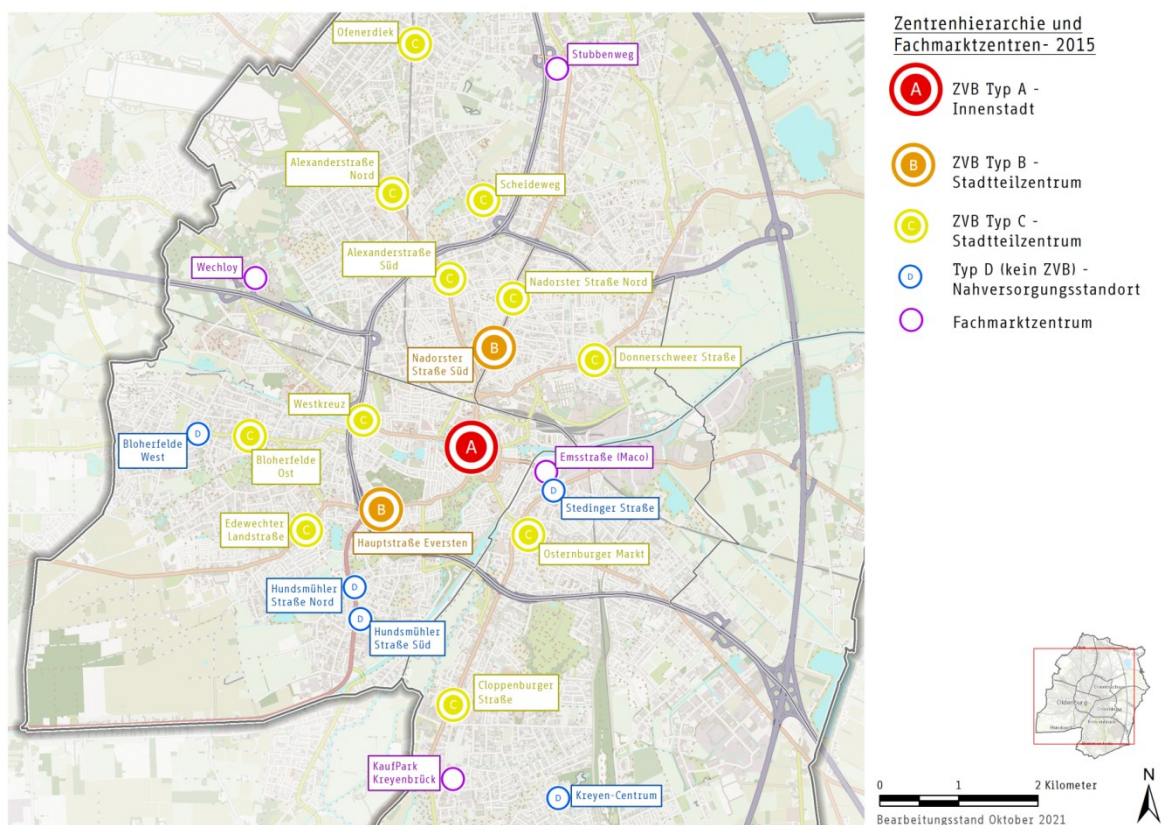 Zentrenhierarchie und
Fachmarktzentren- 2015
A
ZVB Typ A -
Innenstadt
B
ZVB Typ B -
Stadtteilzentrum
C
ZVB Typ C -
Stadtteilzentrum
D
Typ D (kein ZVB) -
Nahversorgungsstandort
Fachmarktzentrum
Ofenerdiek
C
Stubbenweg
Alexanderstraße
Nord
C
Scheideweg
C
Wechloy
Alexanderstraße
Süd
C
Nadorster Straße Nord
C
Nadorster
Straße Süd
B
Donnerschweer Straße
C
Westkreuz
C
A
Bloherfelde
West
D
C
Bloherfelde
Ost
Emsstraße (Maco)
D
Stedinger Straße
Edewechter
Landstraße
C
B
Hauptstraße Eversten
C
Osternburger Markt
Hundsmühler
Straße Nord
D
D
Hundsmühler
Straße Süd
Cloppenburger
Straße
C
KaufPark
Kreyenbrück
D
Kreyen-Centrum
Oldenburg
0 1 2 Kilometer
N
Bearbeitungsstand Oktober 2021